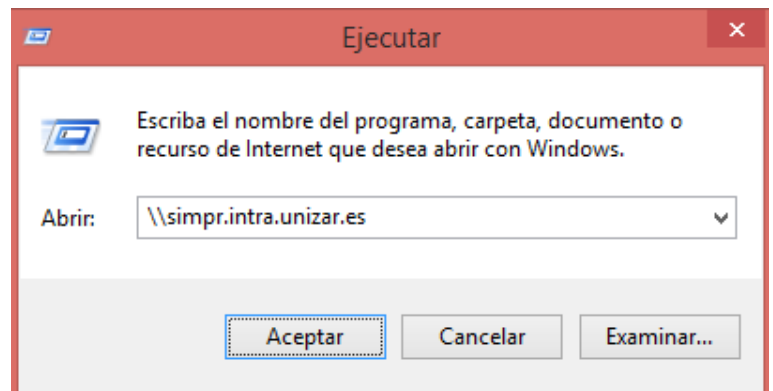 Ejecutar
Escriba el nombre del programa, carpeta, documento o
recurso de Internet que desea abrir con Windows.
Abrir: \\simpr.intra.unizar.es
Aceptar Cancelar Examinar...